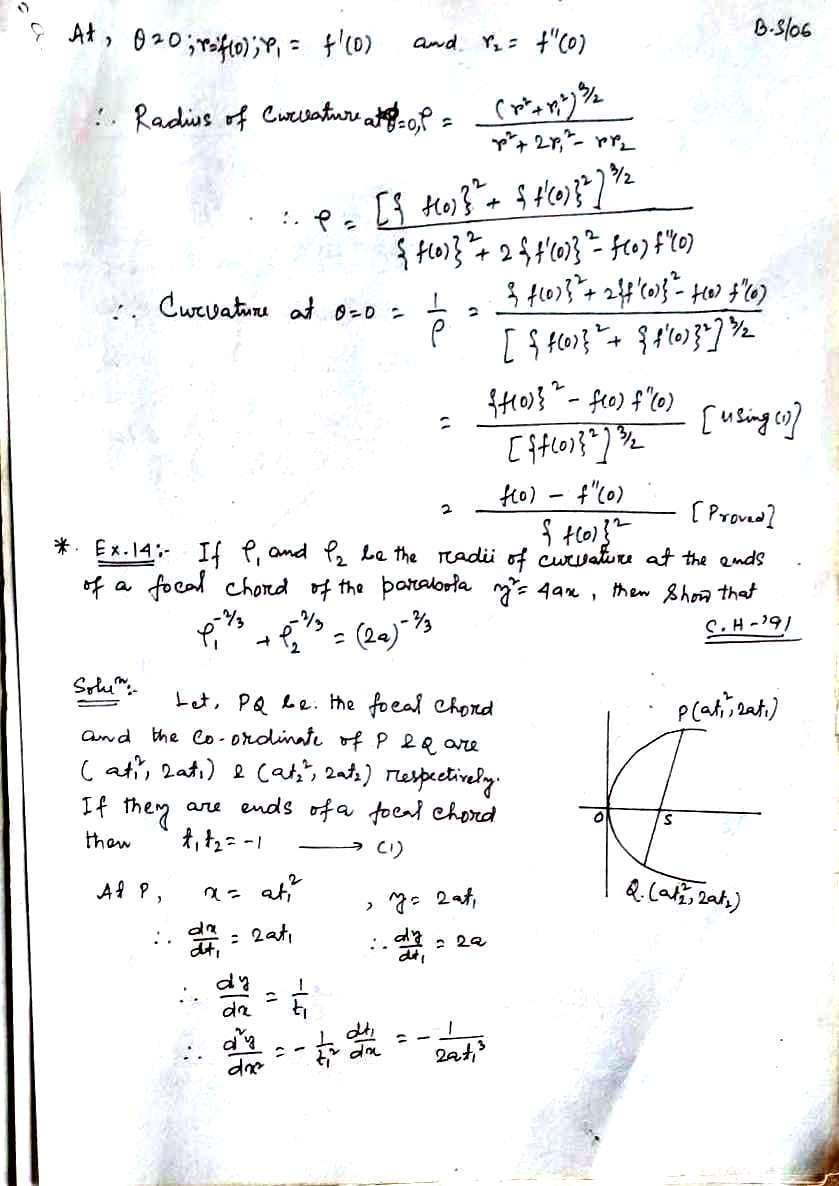 At, θ=0; r=f(0); r₁ = f'(0) and r₂ = f''(0)
B.S/06
∴ Radius of Curvature at θ=0, ρ = (r²+r₁²)^3/2 / r²+2r₁²-rr₂
∴ ρ = [{f(0)}² + {f'(0)}²]^3/2 / {f(0)}² + 2{f'(0)}² - f(0) f''(0)
∴ Curvature at θ=0 = 1/ρ = {f(0)}² + 2{f'(0)}² - f(0) f''(0) / [{f(0)}² + {f'(0)}²]^3/2
= {f(0)}² - f(0) f''(0) / [{f(0)}²]^3/2 [using (1)]
= f(0) - f''(0) / {f(0)}² [Proved]
* Ex.14:- If ρ₁ and ρ₂ be the radii of curvature at the ends
of a focal chord of the parabola y²=4ax, then Show that
ρ₁^-2/3 + ρ₂^-2/3 = (2a)^-2/3
C.H-'91
Soluⁿ:- Let, PQ be the focal chord
and the Co-ordinate of P & Q are
(at₁², 2at₁) & (at₂², 2at₂) respectively.
If they are ends of a focal chord
then t₁t₂=-1 → (1)
P(at₁², 2at₁)
O S
Q.(at₂², 2at₂)
At P, x = at₁², y = 2at₁
∴ dx/dt₁ = 2at₁ ∴ dy/dt₁ = 2a
∴ dy/dx = 1/t₁
∴ d²y/dx² = - 1/t₁² dt₁/dx = - 1/2at₁³